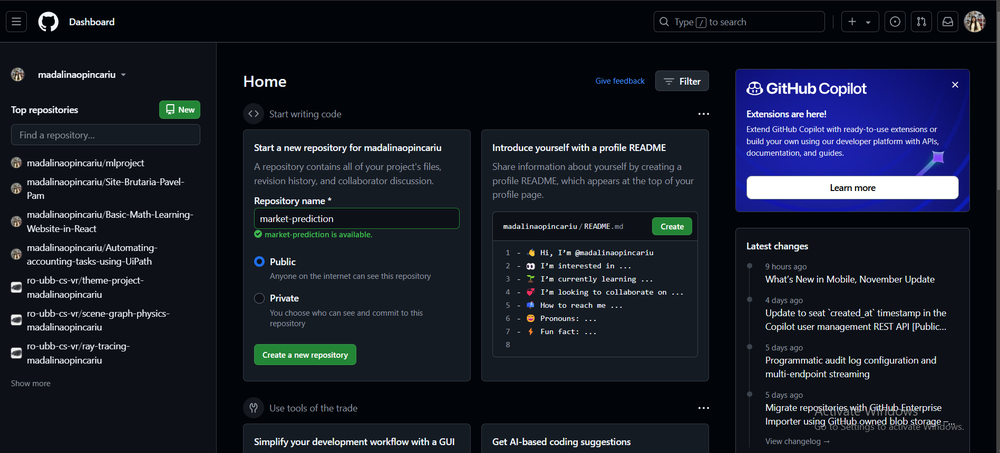 Dashboard
Type / to search
madalinaopincariu
Top repositories
New
Find a repository...
madalinaopincariu/mlproject
madalinaopincariu/Site-Brutaria-Pavel-
Pam
madalinaopincariu/Basic-Math-Learning-
Website-in-React
madalinaopincariu/Automating-
accounting-tasks-using-UiPath
ro-ubb-cs-vr/theme-project-
madalinaopincariu
ro-ubb-cs-vr/scene-graph-physics-
madalinaopincariu
ro-ubb-cs-vr/ray-tracing-
madalinaopincariu
Show more
Home
Give feedback
Filter
Start writing code
Start a new repository for madalinaopincariu
A repository contains all of your project's files,
revision history, and collaborator discussion.
Repository name *
market-prediction
market-prediction is available.
Public
Anyone on the internet can see this repository
Private
You choose who can see and commit to this
repository
Create a new repository
Introduce yourself with a profile README
Share information about yourself by creating a
profile README, which appears at the top of your
profile page.
madalinaopincariu / README.md
Create
1 - 👋 Hi, I’m @madalinaopincariu
2 - 👀 I’m interested in ...
3 - 🌱 I’m currently learning ...
4 - 💞️ I’m looking to collaborate on ...
5 - 📫 How to reach me ...
6 - 😄 Pronouns: ...
7 - ⚡ Fun fact: ...
8
Use tools of the trade
Simplify your development workflow with a GUI
Get AI-based coding suggestions
GitHub Copilot
Extensions are here!
Extend GitHub Copilot with ready-to-use extensions or
build your own using our developer platform with APIs,
documentation, and guides.
Learn more
Latest changes
9 hours ago
What’s New in Mobile, November Update
4 days ago
Update to seat `created_at` timestamp in the
Copilot user management REST API [Public...
5 days ago
Programmatic audit log configuration and
multi-endpoint streaming
5 days ago
Migrate repositories with GitHub Enterprise
Importer using GitHub owned blob storage –...
View changelog →
Activate Windows
Go to Settings to activate Windows.